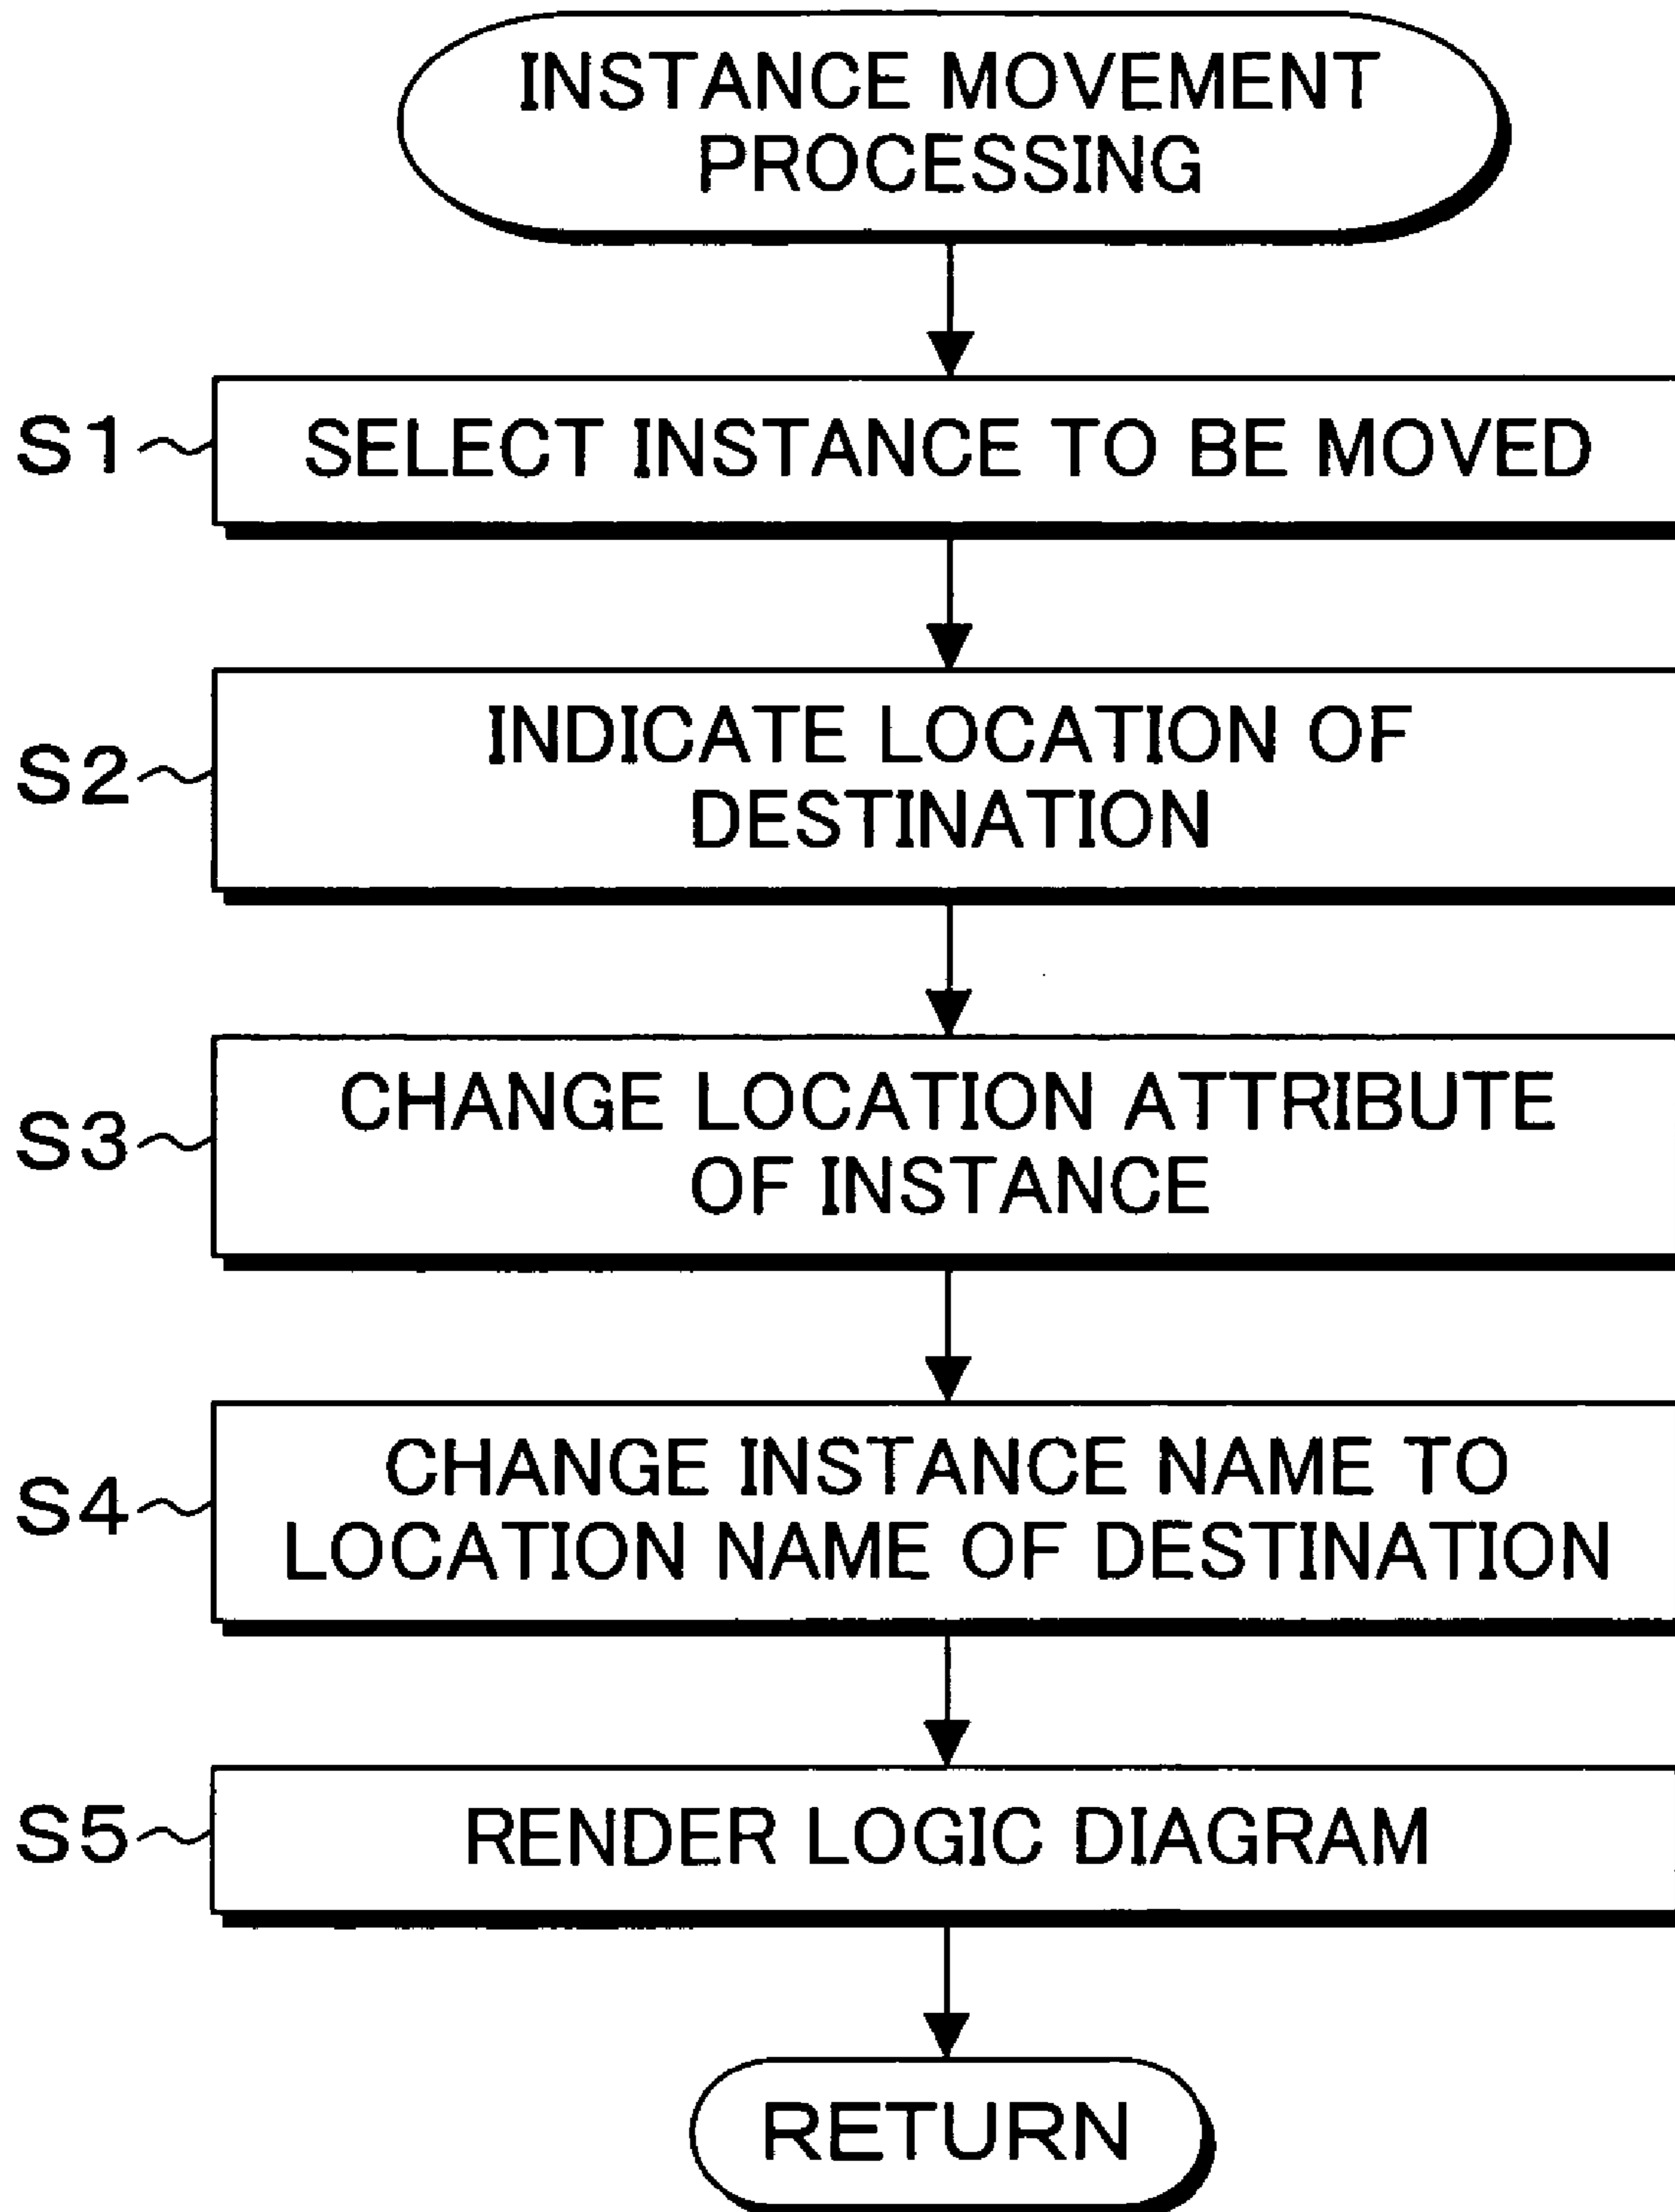 INSTANCE MOVEMENT
PROCESSING
S1
SELECT INSTANCE TO BE MOVED
S2
INDICATE LOCATION OF
DESTINATION
S3
CHANGE LOCATION ATTRIBUTE
OF INSTANCE
S4
CHANGE INSTANCE NAME TO
LOCATION NAME OF DESTINATION
S5
RENDER LOGIC DIAGRAM
RETURN